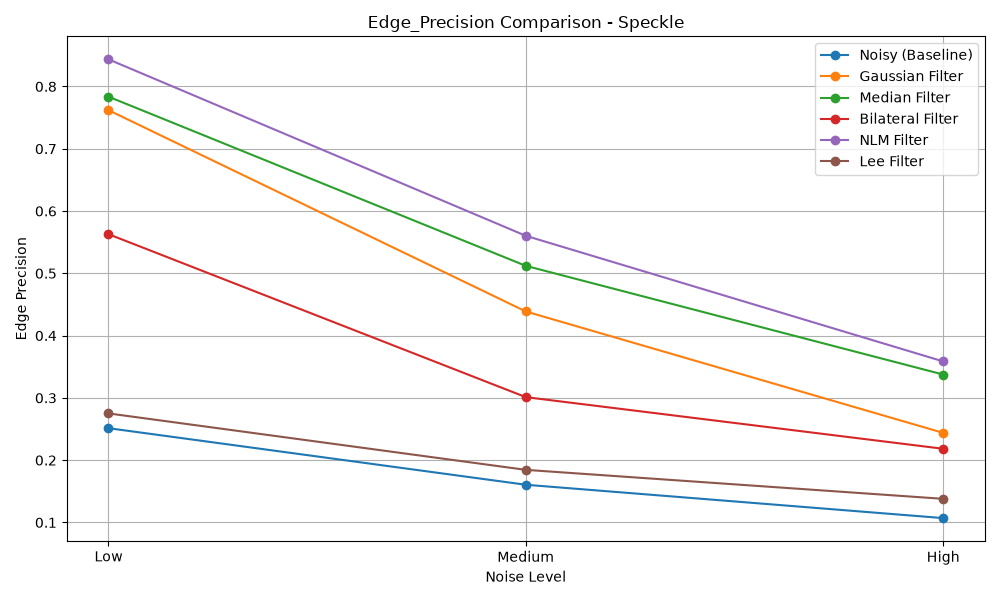 Edge_Precision Comparison - Speckle
Edge Precision
0.8
0.7
0.6
0.5
0.4
0.3
0.2
0.1
Noisy (Baseline)
Gaussian Filter
Median Filter
Bilateral Filter
NLM Filter
Lee Filter
Low
Medium
High
Noise Level